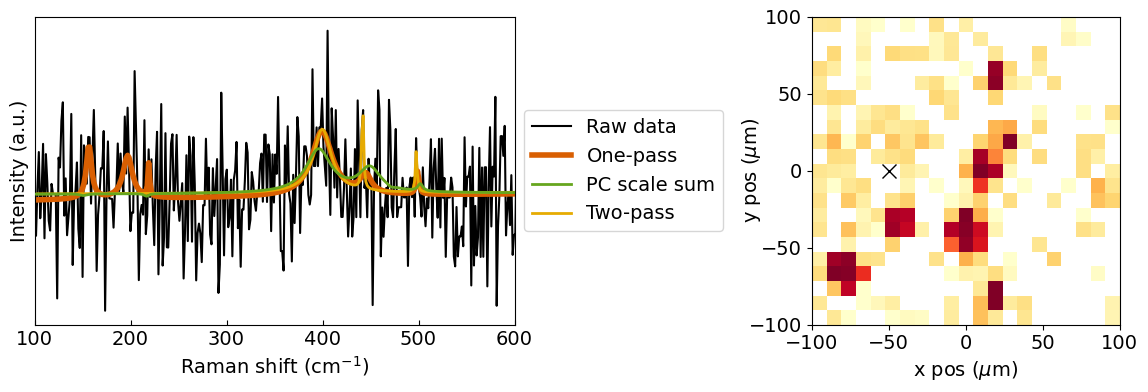 Intensity (a.u.)
100
200
300
400
500
600
Raman shift (cm⁻¹)
Raw data
One-pass
PC scale sum
Two-pass
y pos (μm)
100
50
0
−50
−100
−100
−50
0
50
100
x pos (μm)